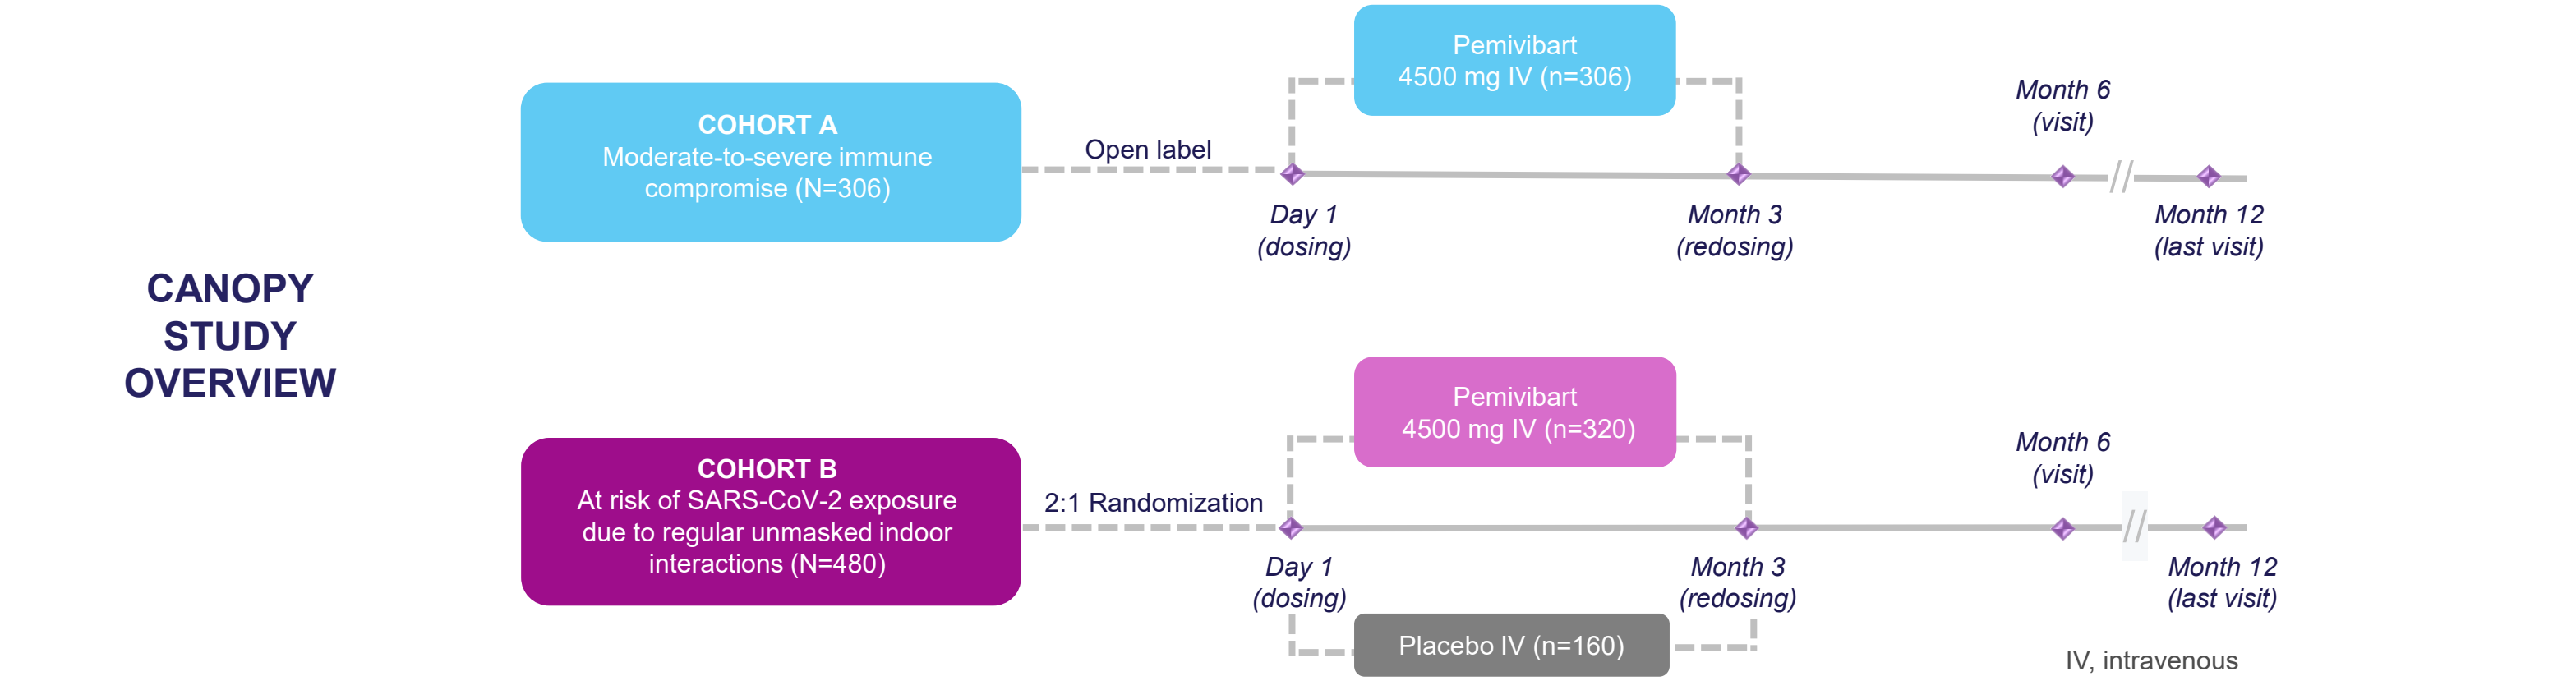 CANOPY
STUDY
OVERVIEW
COHORT A
Moderate-to-severe immune
compromise (N=306)
Open label
Pemivibart
4500 mg IV (n=306)
Day 1
(dosing)
Month 3
(redosing)
Month 6
(visit)
Month 12
(last visit)
COHORT B
At risk of SARS-CoV-2 exposure
due to regular unmasked indoor
interactions (N=480)
2:1 Randomization
Pemivibart
4500 mg IV (n=320)
Day 1
(dosing)
Month 3
(redosing)
Month 6
(visit)
Month 12
(last visit)
Placebo IV (n=160)
IV, intravenous